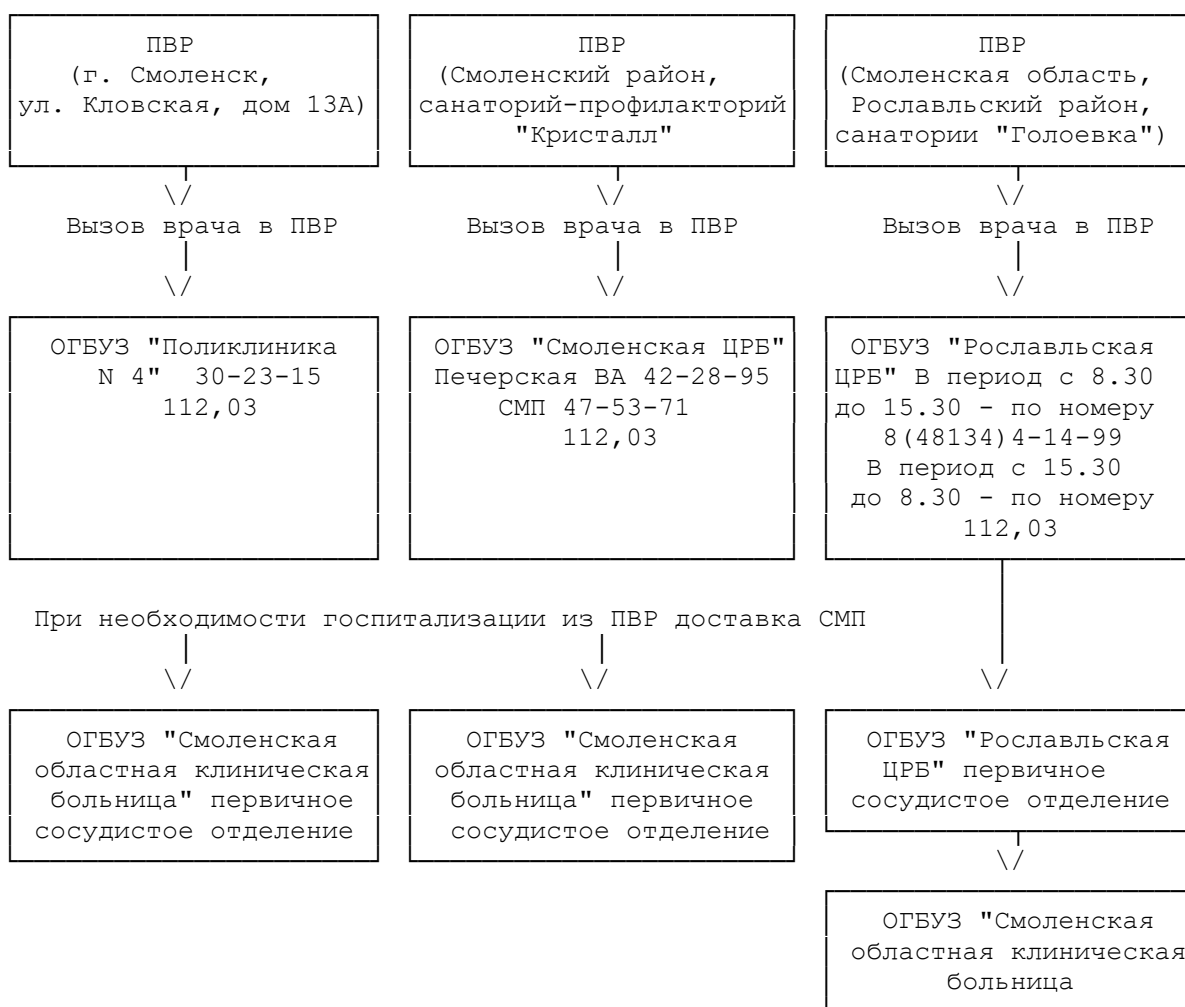 ПВР
(г. Смоленск,
ул. Кловская, дом 13А)
ПВР
(Смоленский район,
санаторий-профилакторий
"Кристалл"
ПВР
(Смоленская область,
Рославльский район,
санатории "Голоевка")
Вызов врача в ПВР
Вызов врача в ПВР
Вызов врача в ПВР
ОГБУЗ "Поликлиника
N 4" 30-23-15
112,03
ОГБУЗ "Смоленская ЦРБ"
Печерская ВА 42-28-95
СМП 47-53-71
112,03
ОГБУЗ "Рославльская
ЦРБ" В период с 8.30
до 15.30 - по номеру
8(48134)4-14-99
В период с 15.30
до 8.30 - по номеру
112,03
При необходимости госпитализации из ПВР доставка СМП
ОГБУЗ "Смоленская
областная клиническая
больница" первичное
сосудистое отделение
ОГБУЗ "Смоленская
областная клиническая
больница" первичное
сосудистое отделение
ОГБУЗ "Рославльская
ЦРБ" первичное
сосудистое отделение
ОГБУЗ "Смоленская
областная клиническая
больница